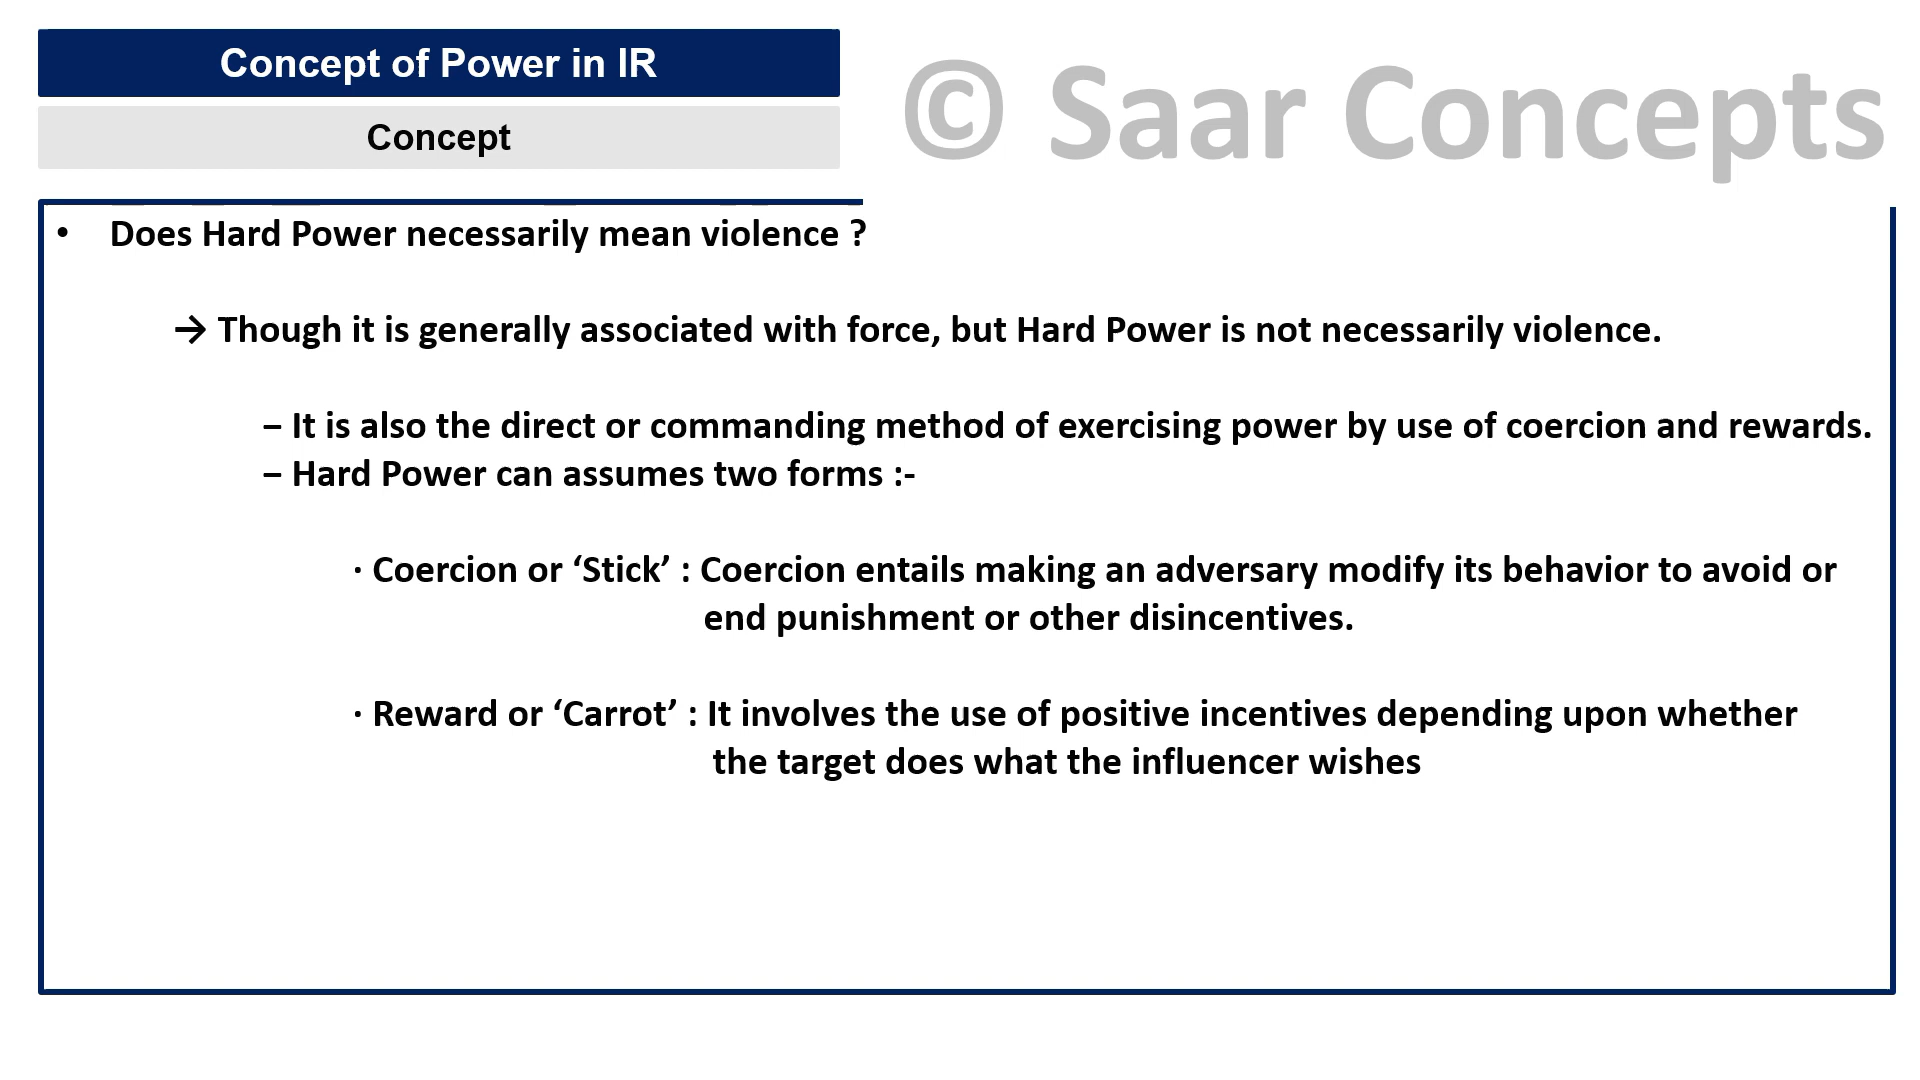 Concept of Power in IR
© Saar Concepts
Concept
• Does Hard Power necessarily mean violence ?
→ Though it is generally associated with force, but Hard Power is not necessarily violence.
– It is also the direct or commanding method of exercising power by use of coercion and rewards.
– Hard Power can assumes two forms :-
· Coercion or ‘Stick’ : Coercion entails making an adversary modify its behavior to avoid or
end punishment or other disincentives.
· Reward or ‘Carrot’ : It involves the use of positive incentives depending upon whether
the target does what the influencer wishes